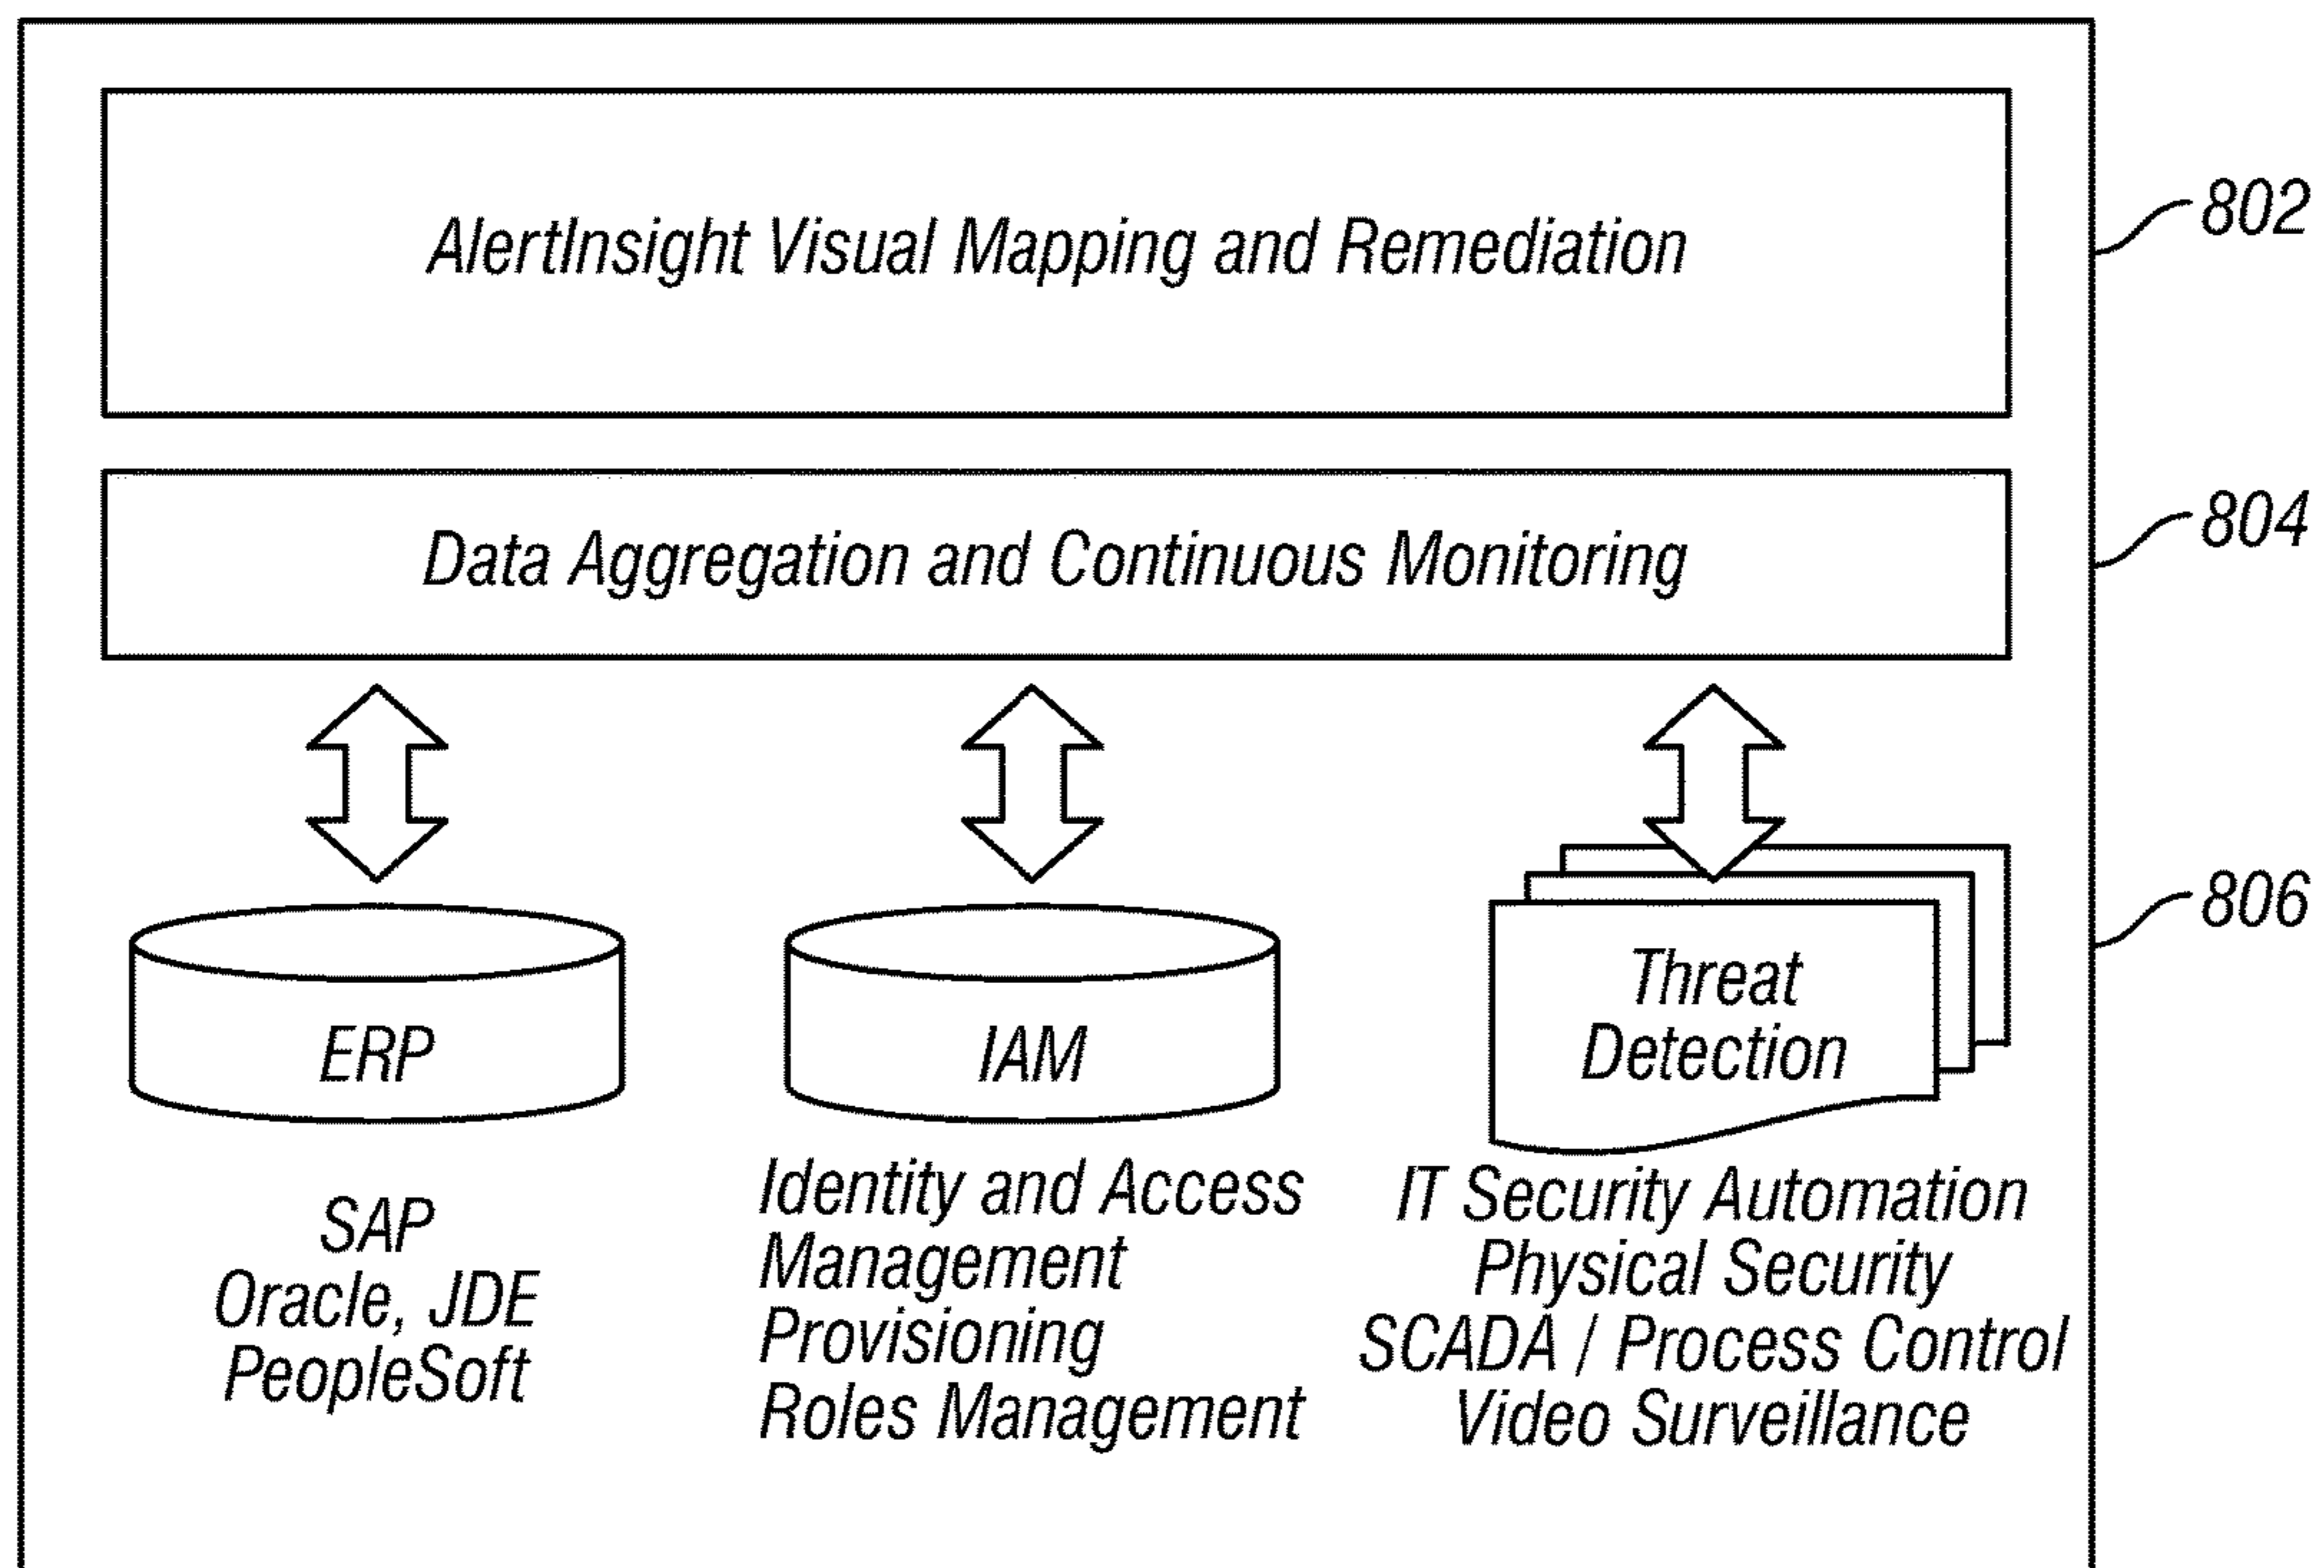 AlertInsight Visual Mapping and Remediation
802
Data Aggregation and Continuous Monitoring
804
806
ERP
IAM
Threat
Detection
SAP
Oracle, JDE
PeopleSoft
Identity and Access
Management
Provisioning
Roles Management
IT Security Automation
Physical Security
SCADA / Process Control
Video Surveillance